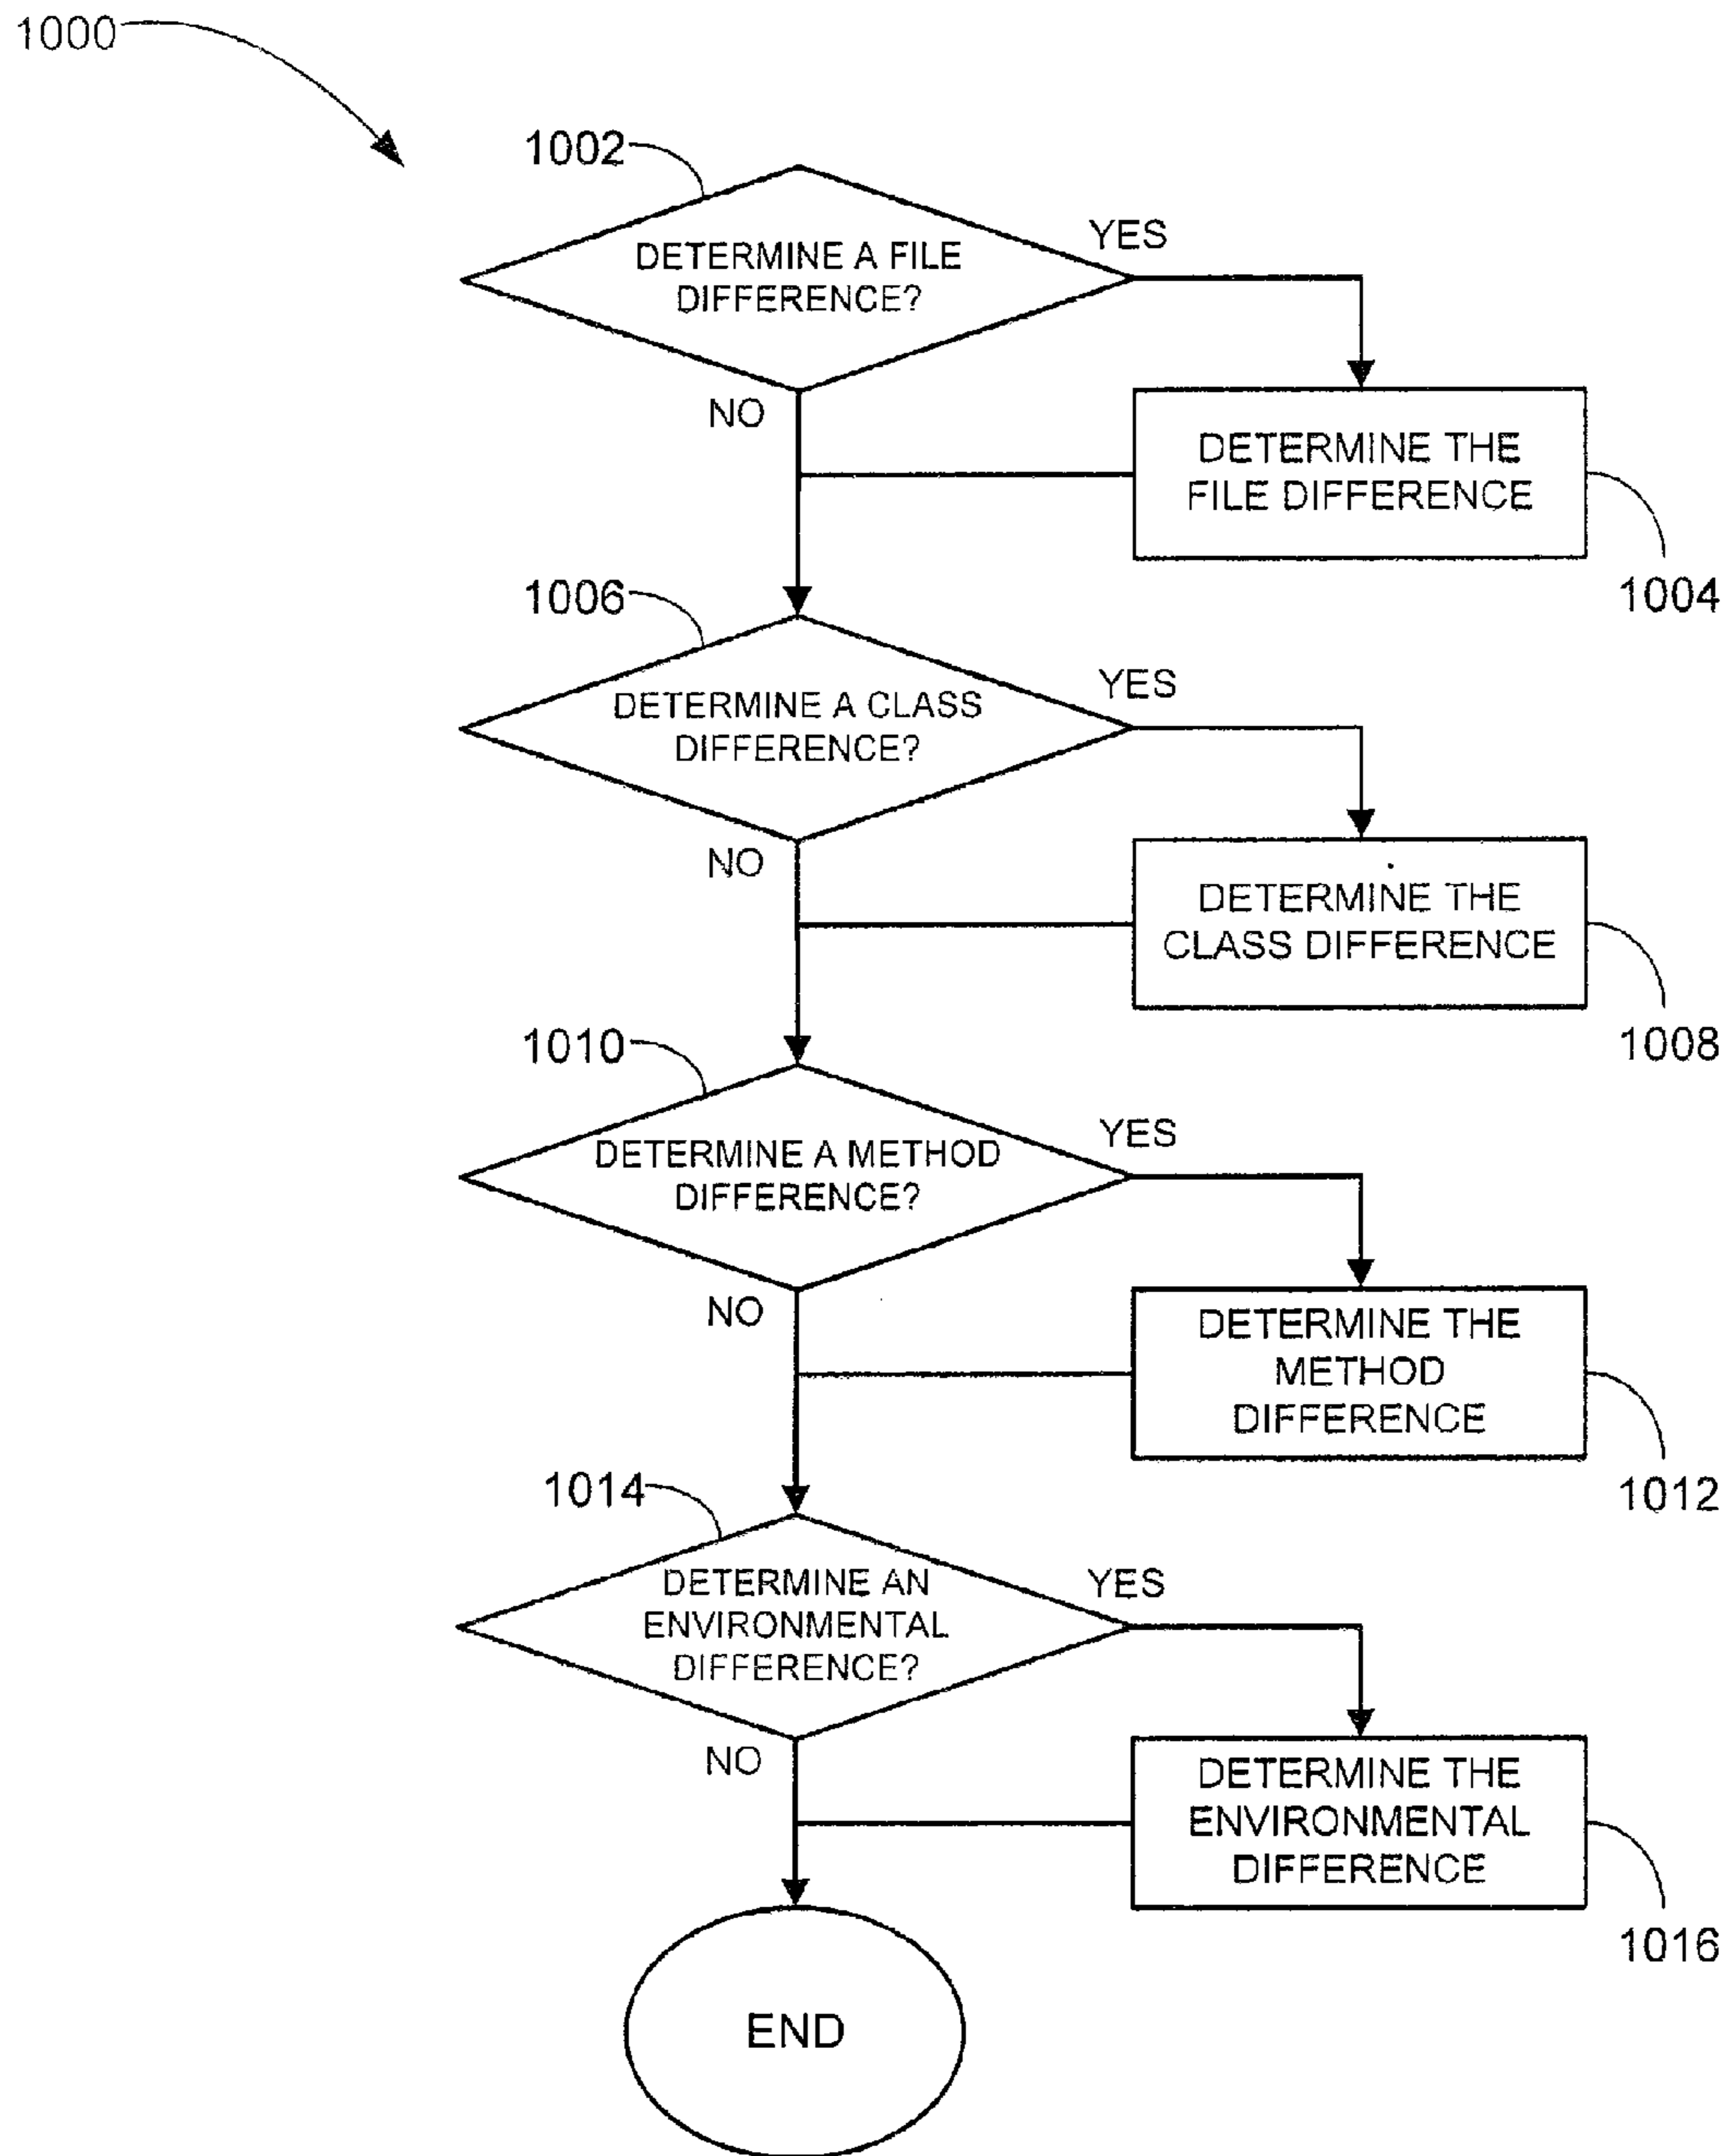 1000
1002
DETERMINE A FILE
DIFFERENCE?
YES
NO
DETERMINE THE
FILE DIFFERENCE
1004
1006
DETERMINE A CLASS
DIFFERENCE?
YES
NO
DETERMINE THE
CLASS DIFFERENCE
1008
1010
DETERMINE A METHOD
DIFFERENCE?
YES
NO
DETERMINE THE
METHOD
DIFFERENCE
1012
1014
DETERMINE AN
ENVIRONMENTAL
DIFFERENCE?
YES
NO
DETERMINE THE
ENVIRONMENTAL
DIFFERENCE
1016
END